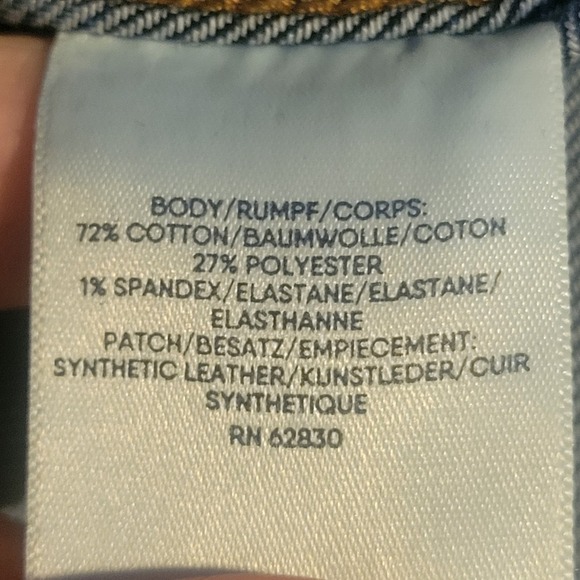 BODY/RUMPF/CORPS:
72% COTTON/BAUMWOLLE/COTON
27% POLYESTER
1% SPANDEX/ELASTANE/ELASTANE/
ELASTHANNE
PATCH/BESATZ/EMPIECEMENT:
SYNTHETIC LEATHER/KUNSTLEDER/CUIR
SYNTHETIQUE
RN 62830